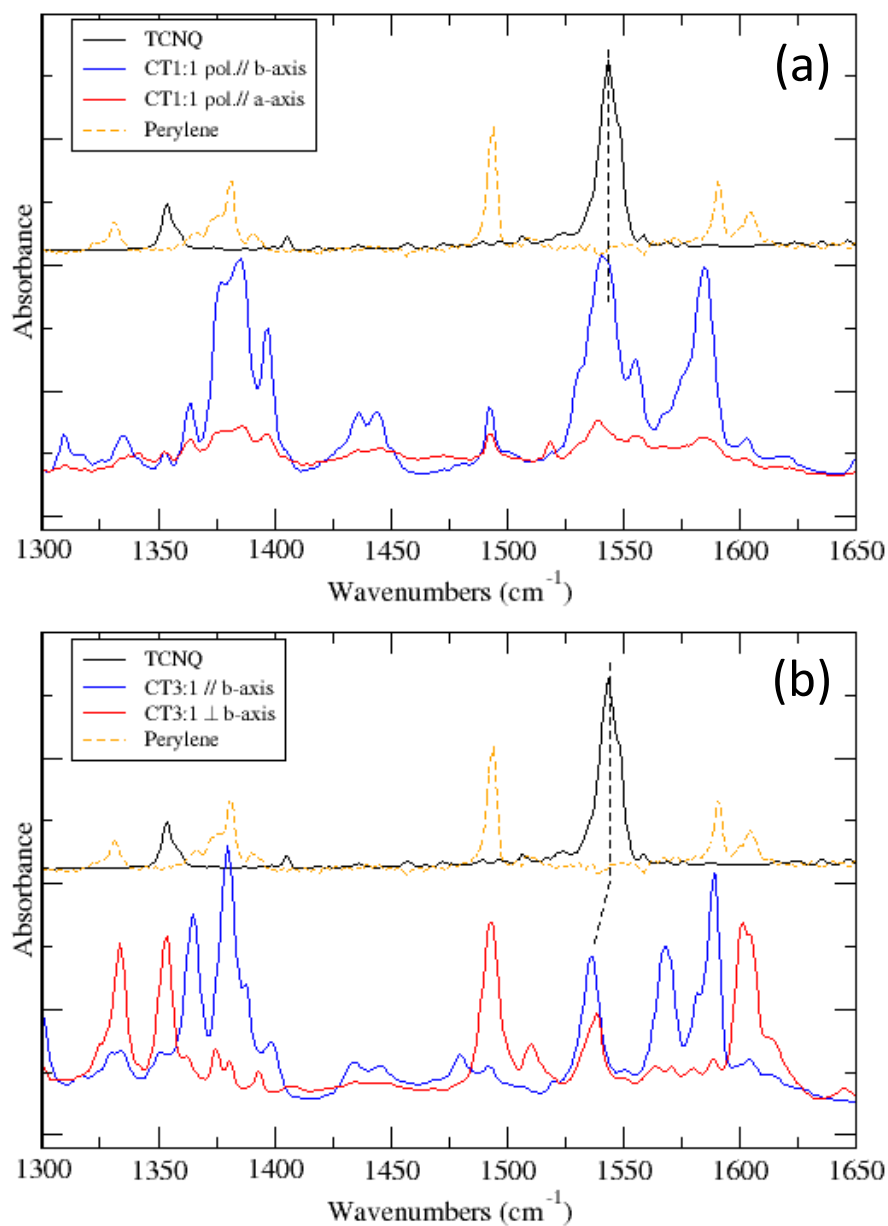 (a)
TCNQ
CT1:1 pol.// b-axis
CT1:1 pol.// a-axis
Perylene
Absorbance
1300 1350 1400 1450 1500 1550 1600 1650
Wavenumbers (cm⁻¹)
(b)
TCNQ
CT3:1 // b-axis
CT3:1 ⊥ b-axis
Perylene
Absorbance
1300 1350 1400 1450 1500 1550 1600 1650
Wavenumbers (cm⁻¹)